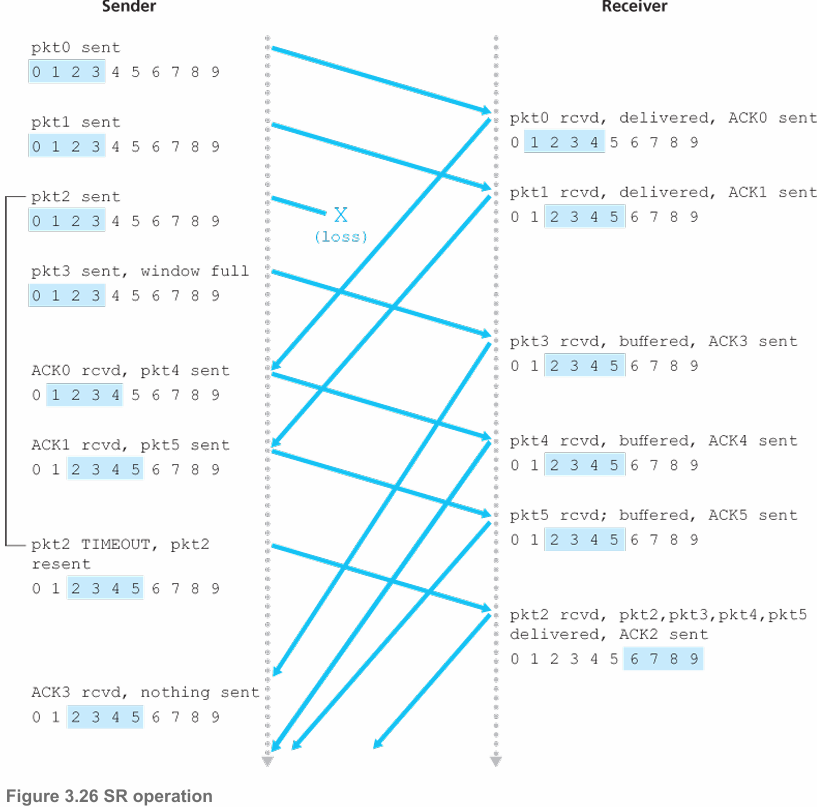 Sender
Receiver
pkt0 sent
0 1 2 3 4 5 6 7 8 9
pkt0 rcvd, delivered, ACK0 sent
0 1 2 3 4 5 6 7 8 9
pkt1 sent
0 1 2 3 4 5 6 7 8 9
pkt1 rcvd, delivered, ACK1 sent
0 1 2 3 4 5 6 7 8 9
pkt2 sent
0 1 2 3 4 5 6 7 8 9
X
(loss)
pkt3 sent, window full
0 1 2 3 4 5 6 7 8 9
pkt3 rcvd, buffered, ACK3 sent
0 1 2 3 4 5 6 7 8 9
ACK0 rcvd, pkt4 sent
0 1 2 3 4 5 6 7 8 9
pkt4 rcvd, buffered, ACK4 sent
0 1 2 3 4 5 6 7 8 9
ACK1 rcvd, pkt5 sent
0 1 2 3 4 5 6 7 8 9
pkt5 rcvd; buffered, ACK5 sent
0 1 2 3 4 5 6 7 8 9
pkt2 TIMEOUT, pkt2
resent
0 1 2 3 4 5 6 7 8 9
pkt2 rcvd, pkt2,pkt3,pkt4,pkt5
delivered, ACK2 sent
0 1 2 3 4 5 6 7 8 9
ACK3 rcvd, nothing sent
0 1 2 3 4 5 6 7 8 9
Figure 3.26 SR operation